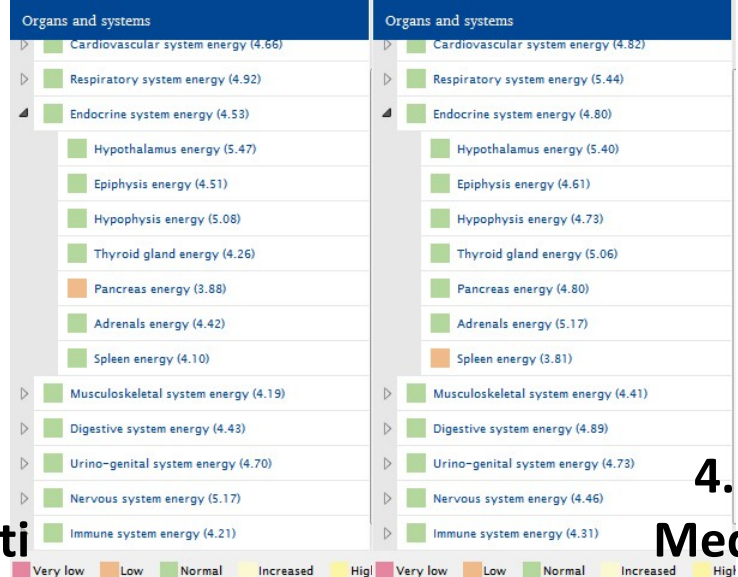 Organs and systems
Cardiovascular system energy (4.66)
Respiratory system energy (4.92)
Endocrine system energy (4.53)
Hypothalamus energy (5.47)
Epiphysis energy (4.51)
Hypophysis energy (5.08)
Thyroid gland energy (4.26)
Pancreas energy (3.88)
Adrenals energy (4.42)
Spleen energy (4.10)
Musculoskeletal system energy (4.19)
Digestive system energy (4.43)
Urino-genital system energy (4.70)
Nervous system energy (5.17)
Immune system energy (4.21)
ti
Very low Low Normal Increased Higl
Organs and systems
Cardiovascular system energy (4.82)
Respiratory system energy (5.44)
Endocrine system energy (4.80)
Hypothalamus energy (5.40)
Epiphysis energy (4.61)
Hypophysis energy (4.73)
Thyroid gland energy (5.06)
Pancreas energy (4.80)
Adrenals energy (5.17)
Spleen energy (3.81)
Musculoskeletal system energy (4.41)
Digestive system energy (4.89)
Urino-genital system energy (4.73)
Nervous system energy (4.46)
Immune system energy (4.31)
Very low Low Normal Increased High
4.
Med